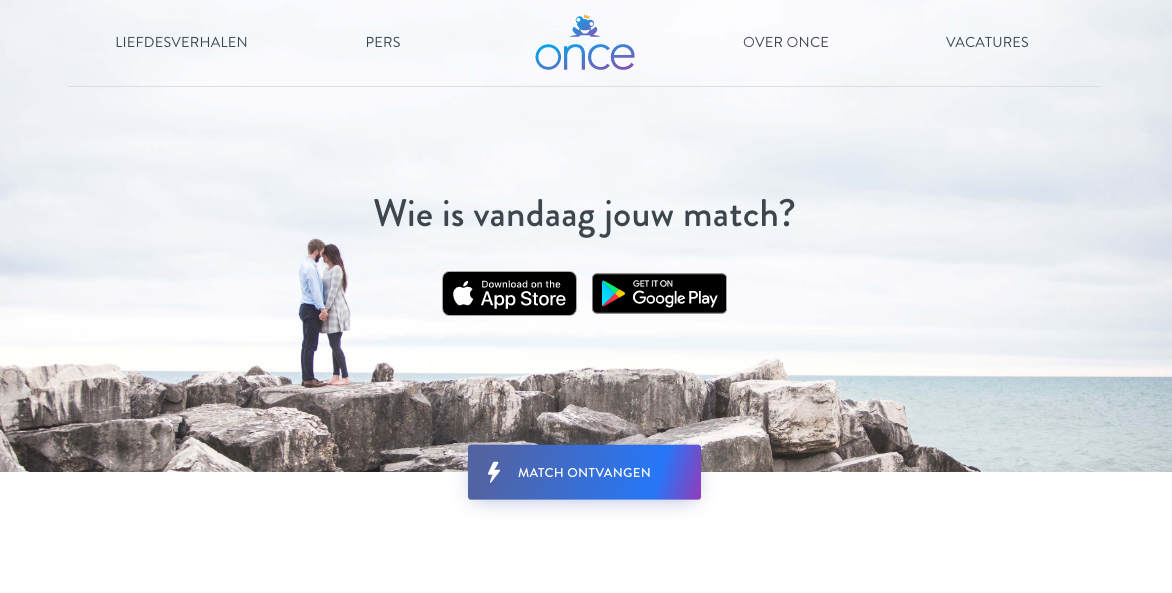 LIEFDESVERHALEN
PERS
once
OVER ONCE
VACATURES
Wie is vandaag jouw match?
Download on the
App Store
GET IT ON
Google Play
MATCH ONTVANGEN